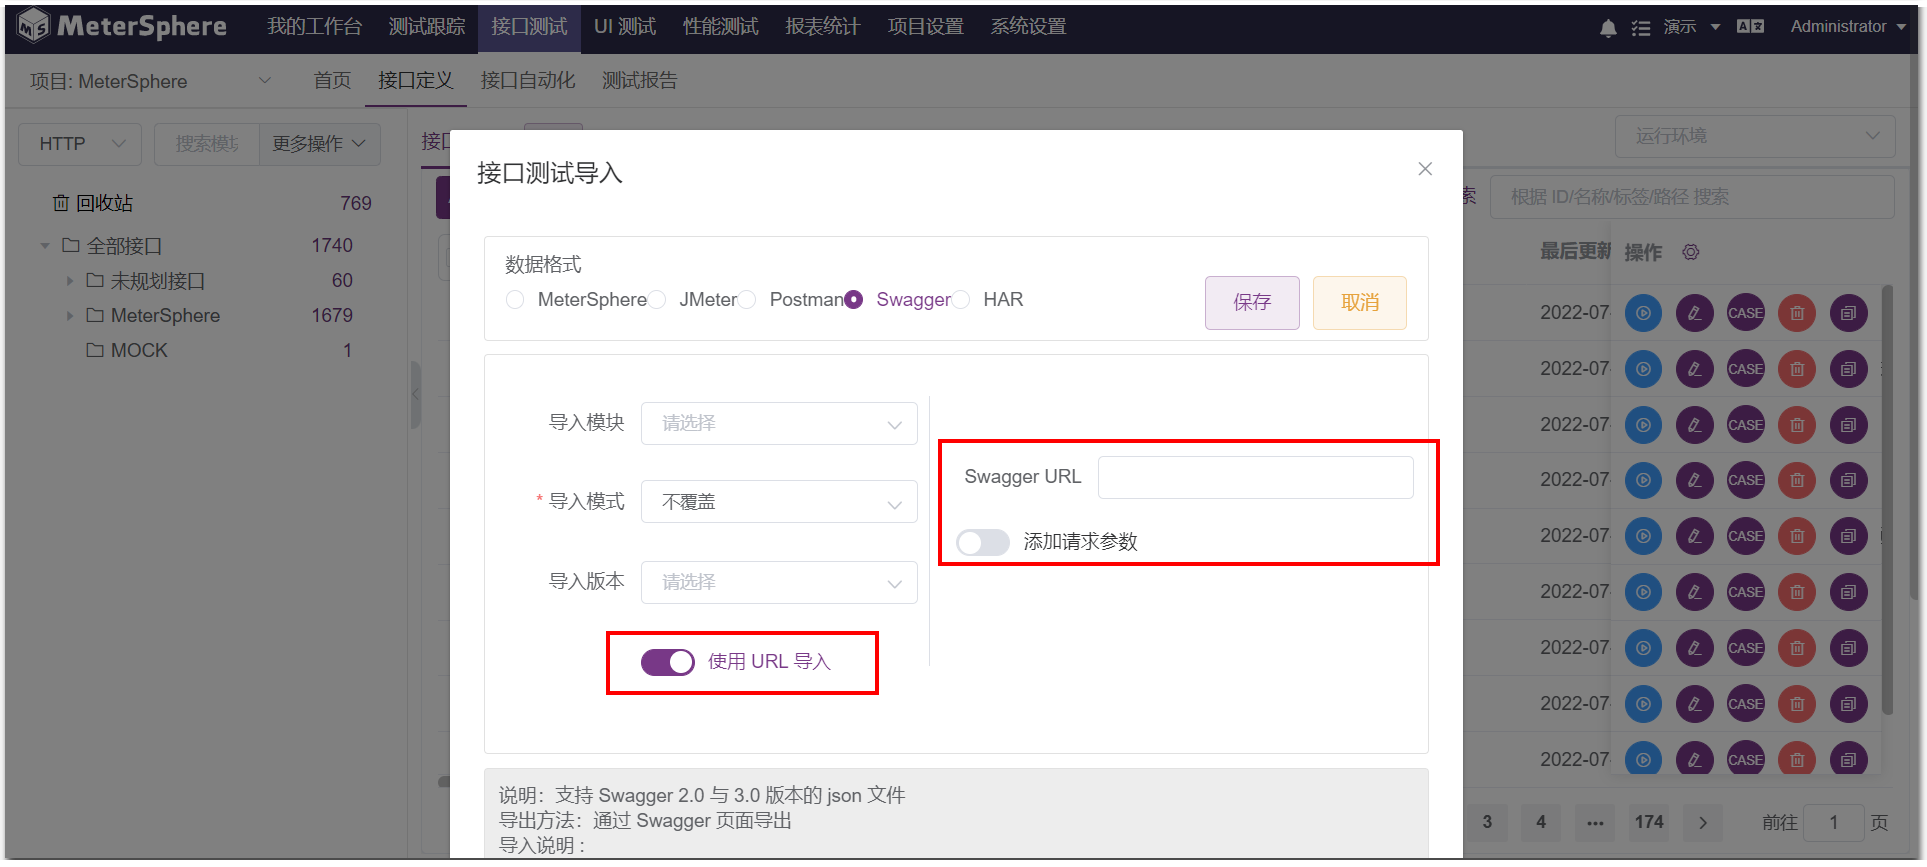 MeterSphere 我的工作台 测试跟踪 接口测试 UI 测试 性能测试 报表统计 项目设置 系统设置 演示 Administrator
项目: MeterSphere 首页 接口定义 接口自动化 测试报告
HTTP 搜索模块 更多操作
运行环境
接口测试导入
回收站 769
根据 ID/名称/标签/路径 搜索
全部接口 1740
未规划接口 60
MeterSphere 1679
MOCK 1
最后更新 操作
数据格式
MeterSphere JMeter Postman Swagger HAR
保存 取消
2022-07 CASE
2022-07 CASE
2022-07 CASE
2022-07 CASE
2022-07 CASE
2022-07 CASE
2022-07 CASE
2022-07 CASE
2022-07 CASE
导入模块 请选择
Swagger URL
* 导入模式 不覆盖
添加请求参数
导入版本 请选择
使用 URL 导入
说明：支持 Swagger 2.0 与 3.0 版本的 json 文件
导出方法：通过 Swagger 页面导出
导入说明 :
3 4 ••• 174 > 前往 1 页